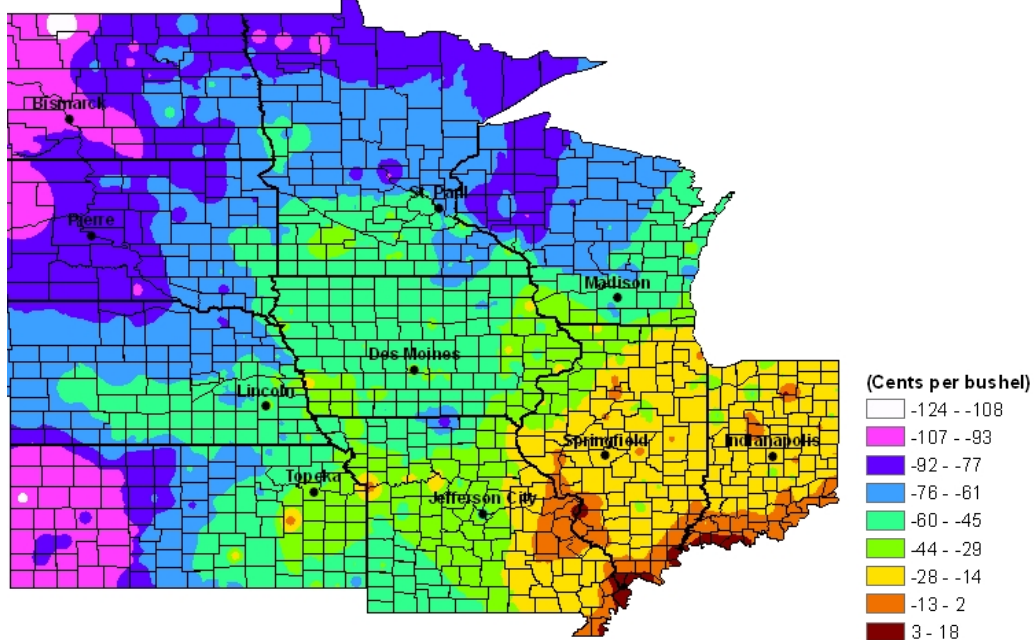 Bismarck
St. Paul
Pierre
Madison
Des Moines
Lincoln
Springfield
Indianapolis
Topeka
Jefferson City
(Cents per bushel)
-124 - -108
-107 - -93
-92 - -77
-76 - -61
-60 - -45
-44 - -29
-28 - -14
-13 - 2
3 - 18